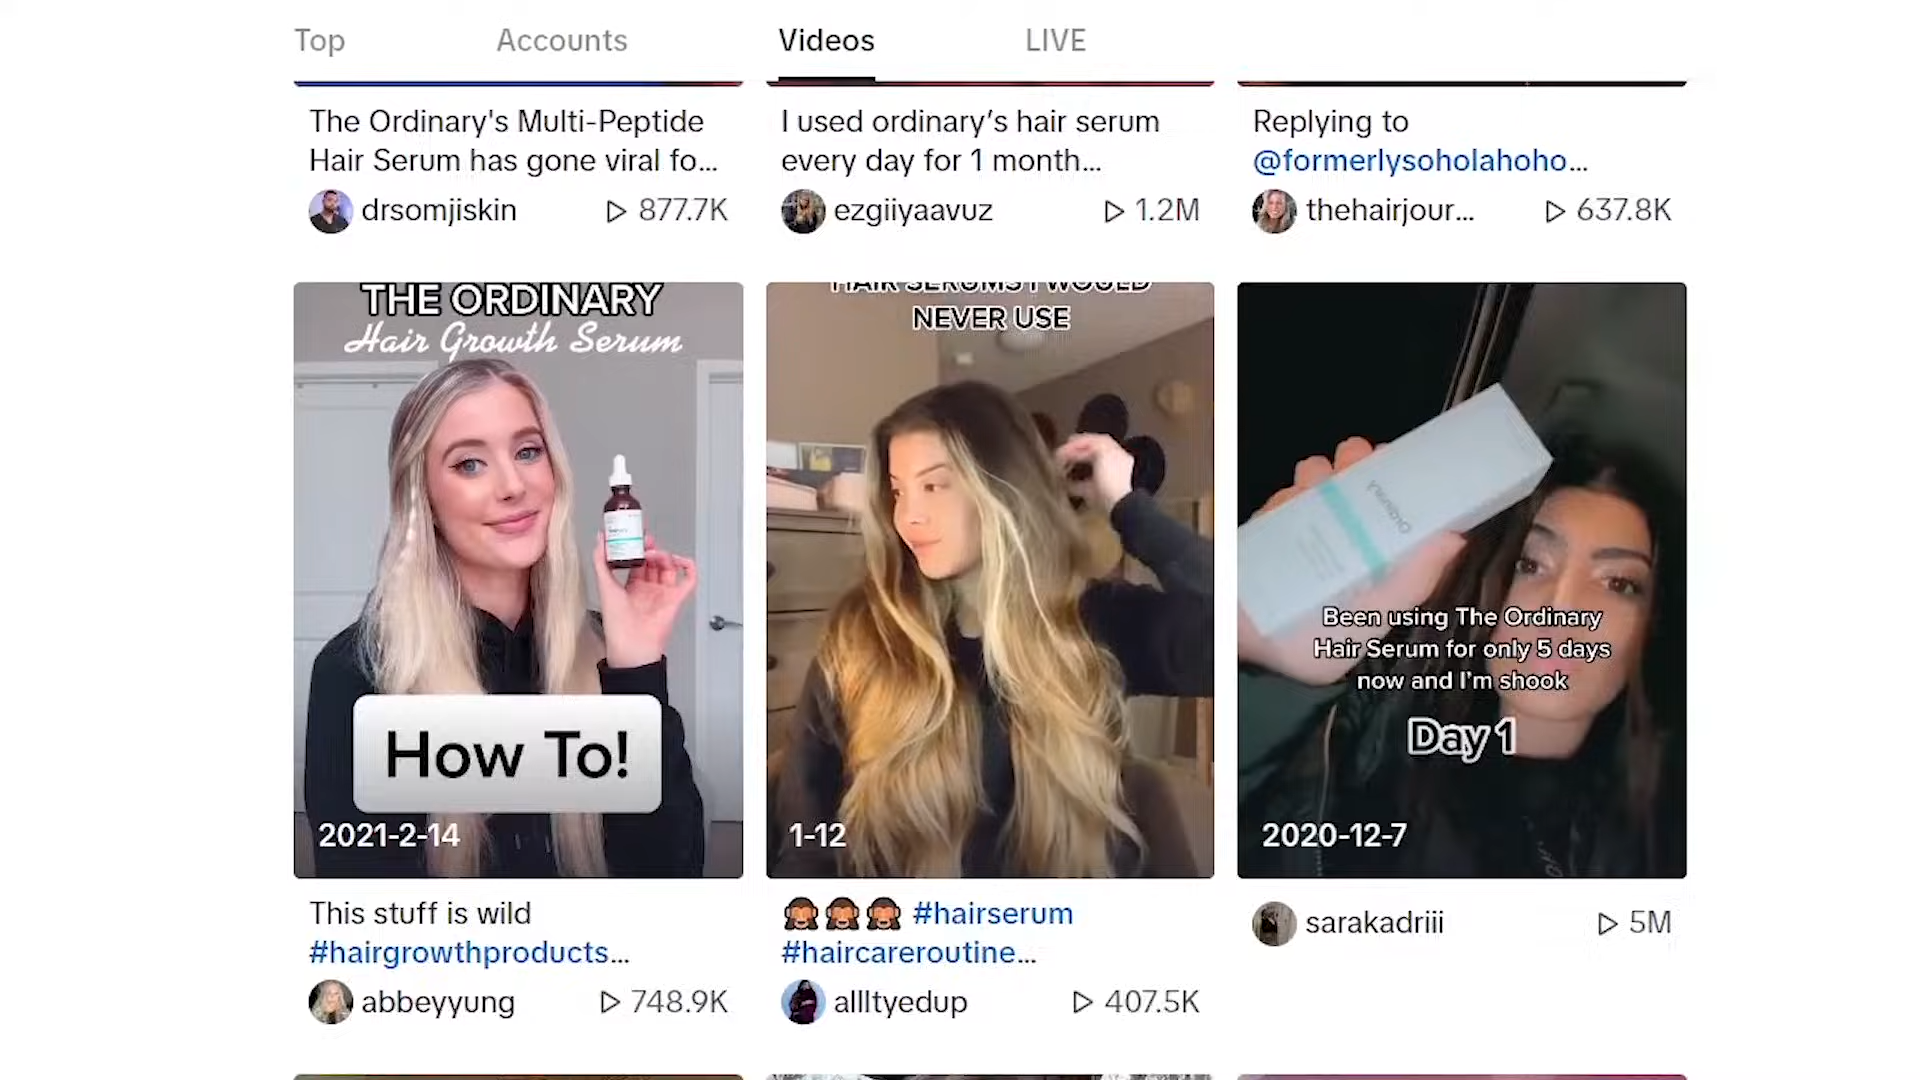 Top
Accounts
Videos
LIVE
The Ordinary's Multi-Peptide
Hair Serum has gone viral fo...
drsomjiskin
877.7K
I used ordinary's hair serum
every day for 1 month...
ezgiiyaavuz
1.2M
Replying to
@formerlysoholahoho...
thehairjour...
637.8K
THE ORDINARY
Hair Growth Serum
How To!
2021-2-14
This stuff is wild
#hairgrowthproducts...
abbeyyung
748.9K
HAIR SERUMS I WOULD
NEVER USE
1-12
🙈🙈🙈 #hairserum
#haircareroutine...
allltyedup
407.5K
Been using The Ordinary
Hair Serum for only 5 days
now and I'm shook
Day 1
2020-12-7
sarakadriii
5M